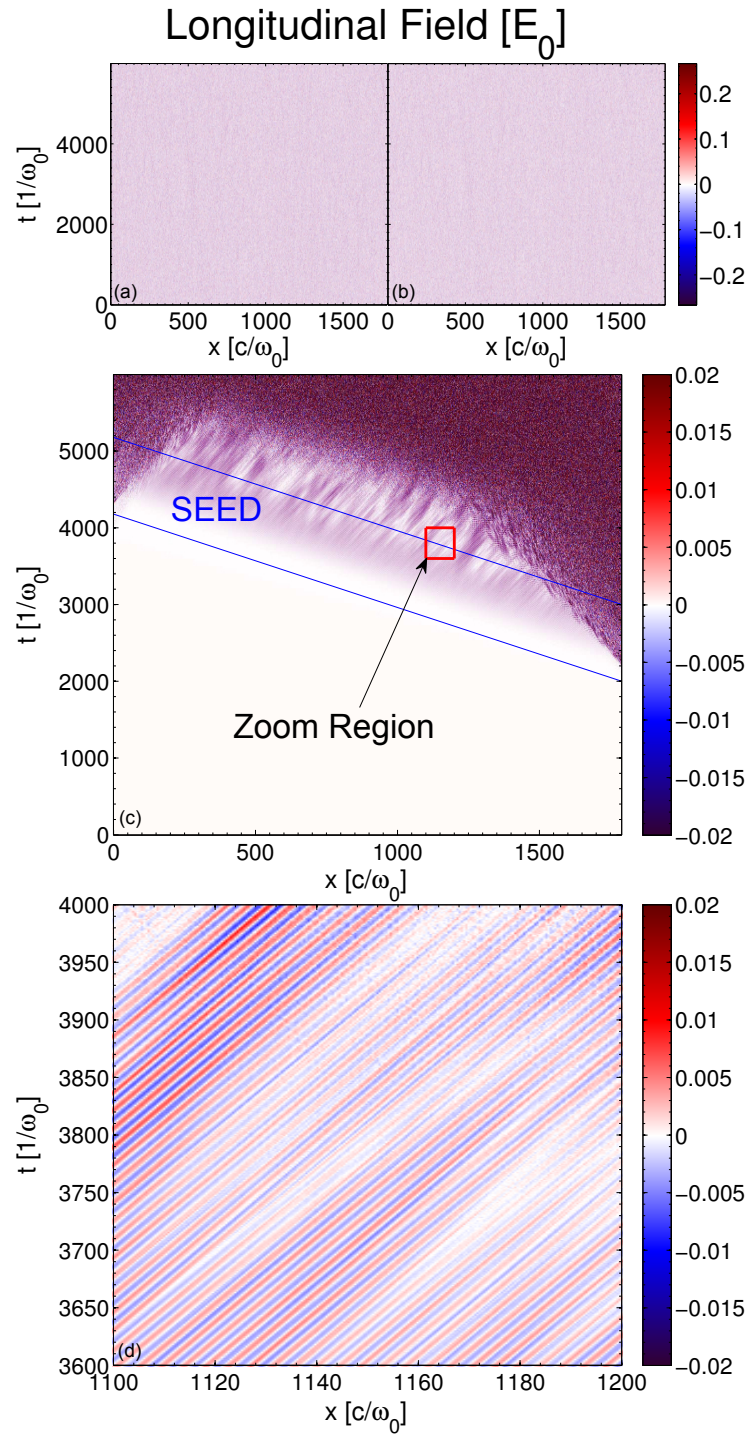 Longitudinal Field [E₀]
t [1/ω₀]
4000
2000
0
(a)
(b)
0 500 1000 1500 0 500 1000 1500
x [c/ω₀] x [c/ω₀]
0.2
0.1
0
−0.1
−0.2
t [1/ω₀]
5000
4000
3000
2000
1000
0
SEED
Zoom Region
(c)
0 500 1000 1500
x [c/ω₀]
0.02
0.015
0.01
0.005
0
−0.005
−0.01
−0.015
−0.02
t [1/ω₀]
4000
3950
3900
3850
3800
3750
3700
3650
3600
(d)
1100 1120 1140 1160 1180 1200
x [c/ω₀]
0.02
0.015
0.01
0.005
0
−0.005
−0.01
−0.015
−0.02